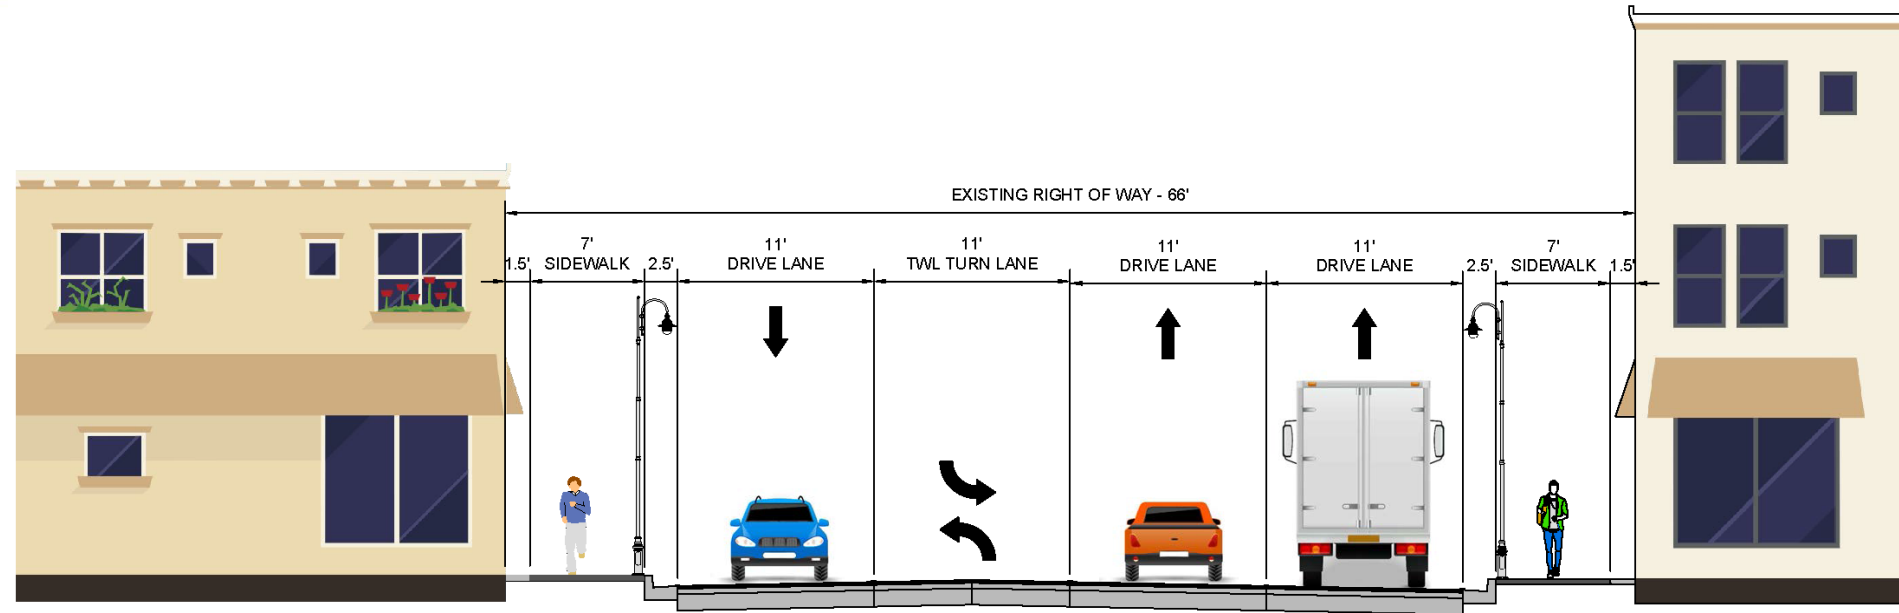 EXISTING RIGHT OF WAY - 66'
1.5'
7'
SIDEWALK
2.5'
11'
DRIVE LANE
11'
TWL TURN LANE
11'
DRIVE LANE
11'
DRIVE LANE
2.5'
7'
SIDEWALK
1.5'